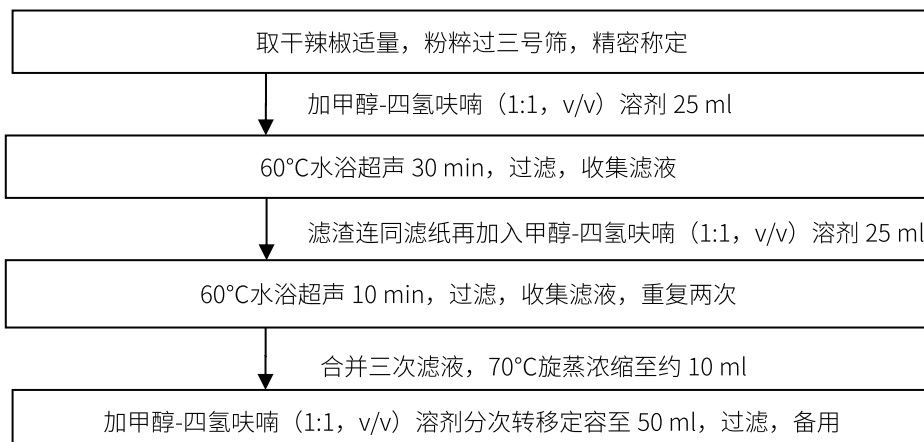 取干辣椒适量，粉粹过三号筛，精密称定
加甲醇-四氢呋喃（1:1，v/v）溶剂 25 ml
60°C水浴超声 30 min，过滤，收集滤液
滤渣连同滤纸再加入甲醇-四氢呋喃（1:1，v/v）溶剂 25 ml
60°C水浴超声 10 min，过滤，收集滤液，重复两次
合并三次滤液，70°C旋蒸浓缩至约 10 ml
加甲醇-四氢呋喃（1:1，v/v）溶剂分次转移定容至 50 ml，过滤，备用